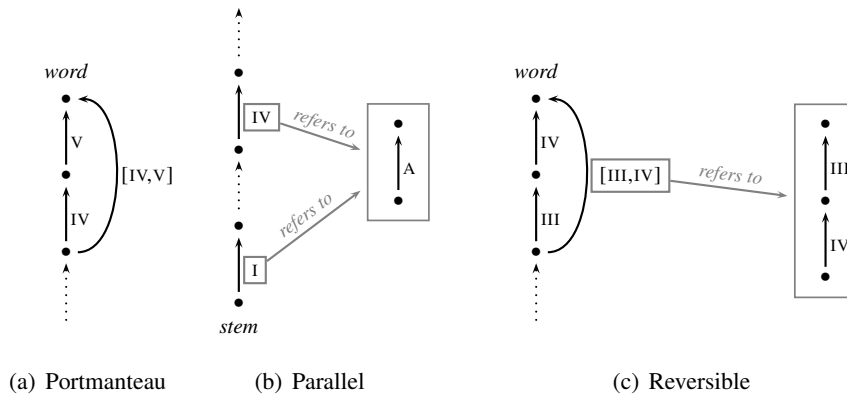 word
V
[IV,V]
IV
(a) Portmanteau
IV
refers to
A
refers to
I
stem
(b) Parallel
word
IV
[III,IV]
refers to
III
III
IV
(c) Reversible